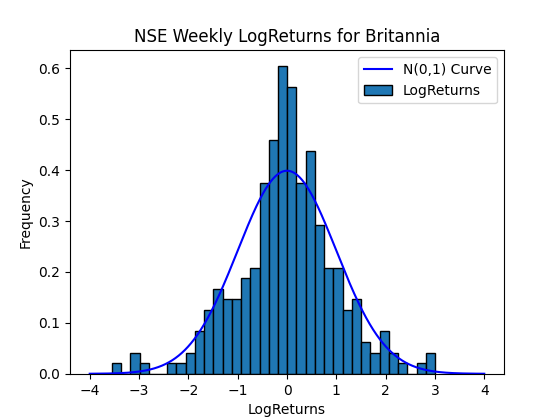 NSE Weekly LogReturns for Britannia
N(0,1) Curve
LogReturns
Frequency
0.6
0.5
0.4
0.3
0.2
0.1
0.0
−4 −3 −2 −1 0 1 2 3 4
LogReturns